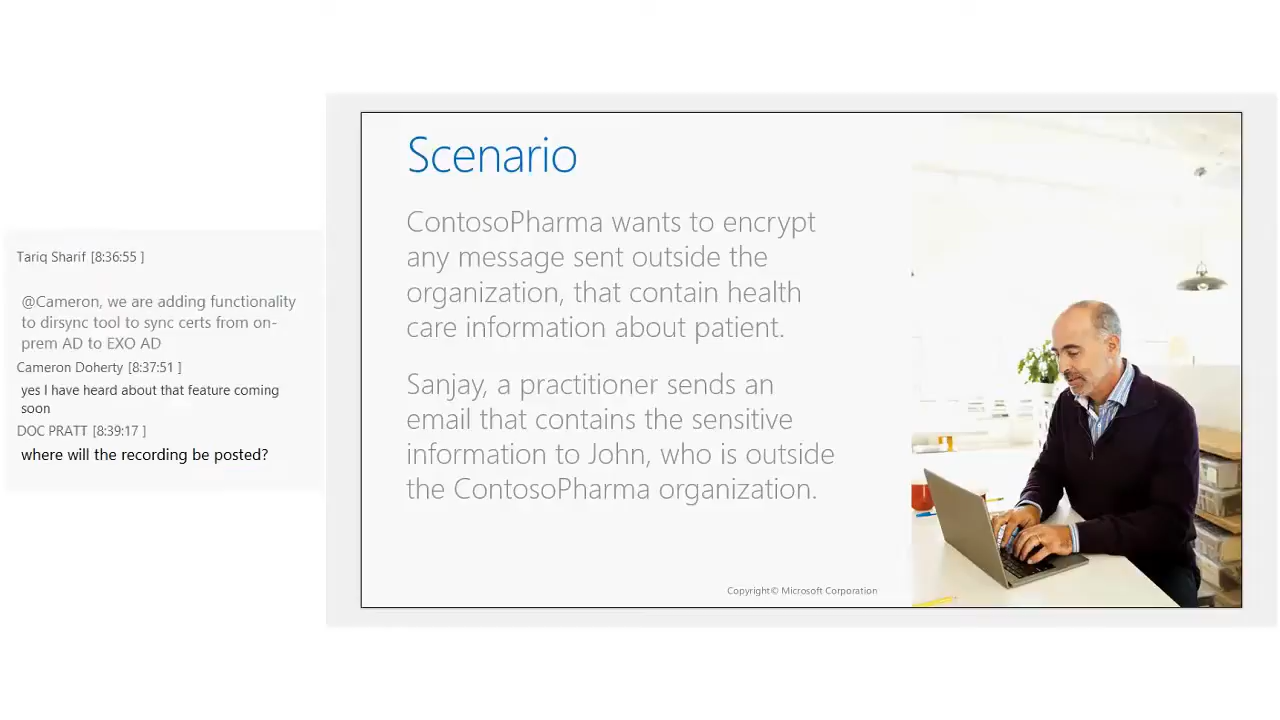 Tariq Sharif [8:36:55 ]
@Cameron, we are adding functionality
to dirsync tool to sync certs from on-
prem AD to EXO AD
Cameron Doherty [8:37:51 ]
yes I have heard about that feature coming
soon
DOC PRATT [8:39:17 ]
where will the recording be posted?
Scenario
ContosoPharma wants to encrypt
any message sent outside the
organization, that contain health
care information about patient.
Sanjay, a practitioner sends an
email that contains the sensitive
information to John, who is outside
the ContosoPharma organization.
Copyright© Microsoft Corporation